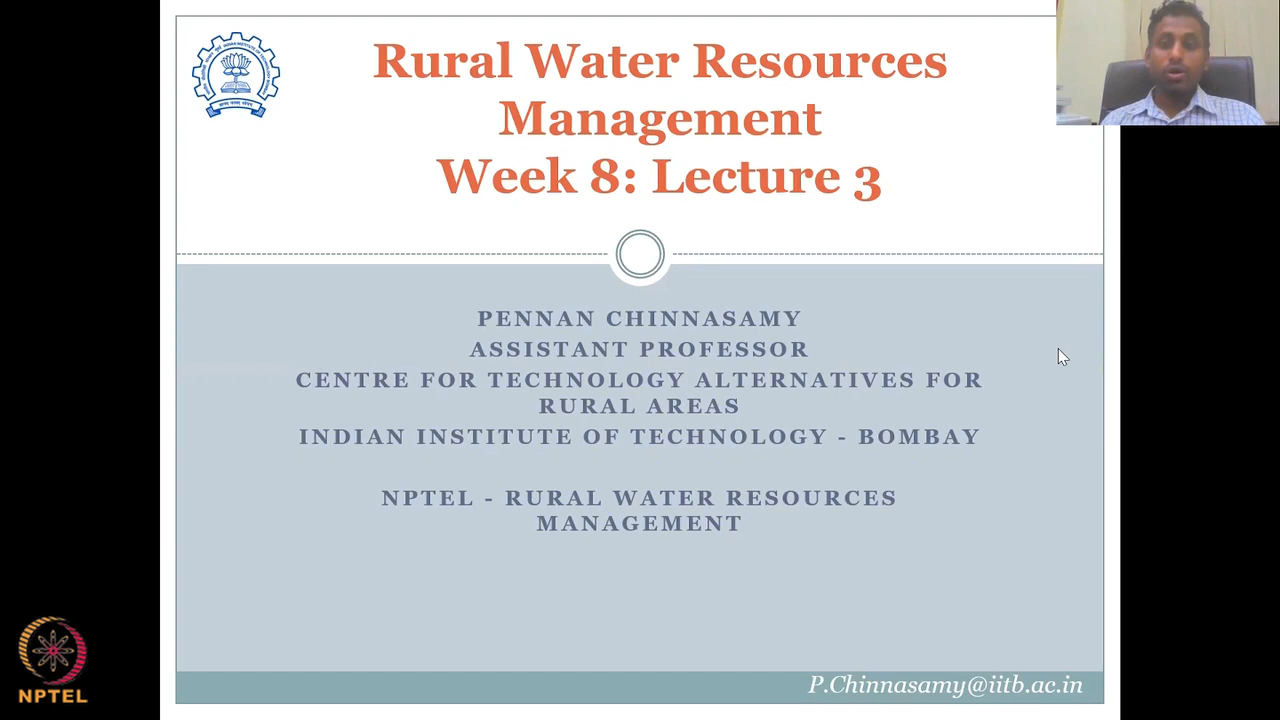 Rural Water Resources
Management
Week 8: Lecture 3
PENNAN CHINNASAMY
ASSISTANT PROFESSOR
CENTRE FOR TECHNOLOGY ALTERNATIVES FOR
RURAL AREAS
INDIAN INSTITUTE OF TECHNOLOGY - BOMBAY
NPTEL - RURAL WATER RESOURCES
MANAGEMENT
P.Chinnasamy@iitb.ac.in
NPTEL